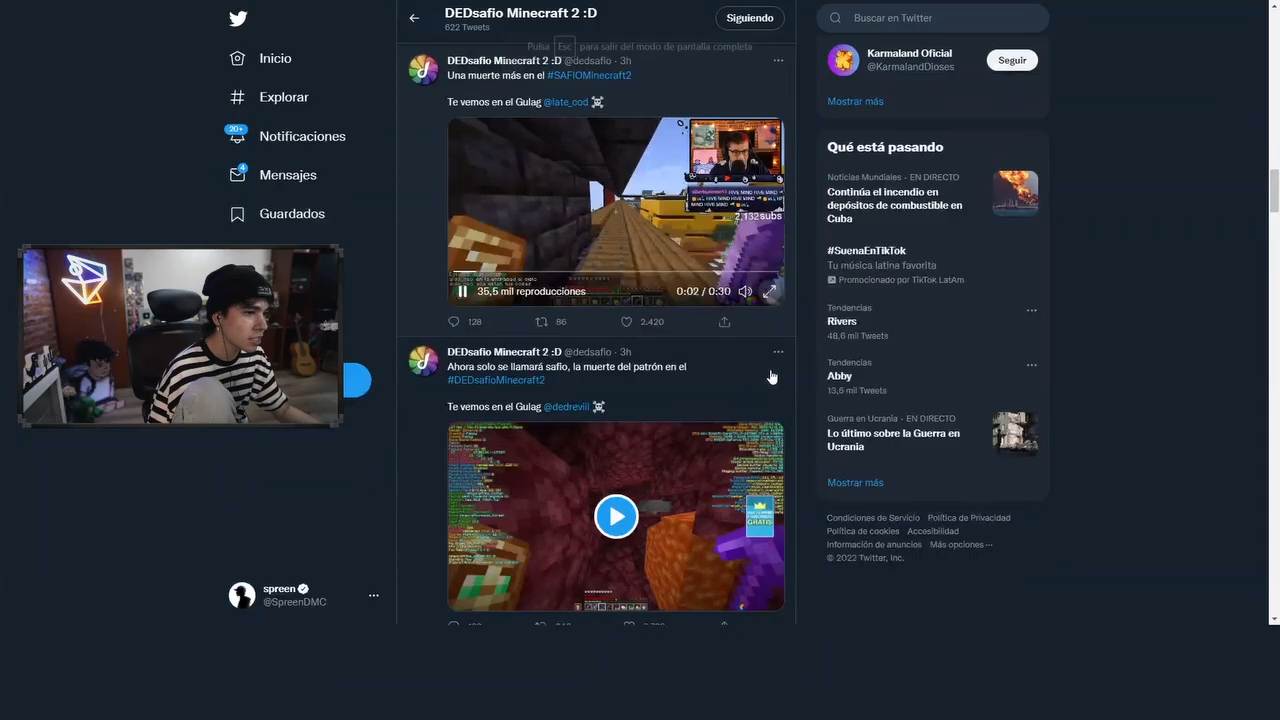 Inicio
Explorar
20+
Notificaciones
4
Mensajes
Guardados
spreen
@SpreenDMC
DEDsafio Minecraft 2 :D
622 Tweets
Siguiendo
Pulsa Esc para salir del modo de pantalla completa
DEDsafio Minecraft 2 :D @dedsafio · 3h
Una muerte más en el #SAFIOMinecraft2
Te vemos en el Gulag @late_cod
2,132subs
35,5 mil reproducciones
0:02 / 0:30
128 86 2.420
DEDsafio Minecraft 2 :D @dedsafio · 3h
Ahora solo se llamará safio, la muerte del patrón en el
#DEDsafioMinecraft2
Te vemos en el Gulag @dedreviil
GRATIS
Buscar en Twitter
Karmaland Oficial
@KarmalandDioses
Seguir
Mostrar más
Qué está pasando
Noticias Mundiales · EN DIRECTO
Continúa el incendio en
depósitos de combustible en
Cuba
#SuenaEnTikTok
Tu música latina favorita
Promocionado por TikTok LatAm
Tendencias
Rivers
48,6 mil Tweets
Tendencias
Abby
13,6 mil Tweets
Guerra en Ucrania · EN DIRECTO
Lo último sobre la Guerra en
Ucrania
Mostrar más
Condiciones de Servicio Política de Privacidad
Política de cookies Accesibilidad
Información de anuncios Más opciones ···
© 2022 Twitter, Inc.